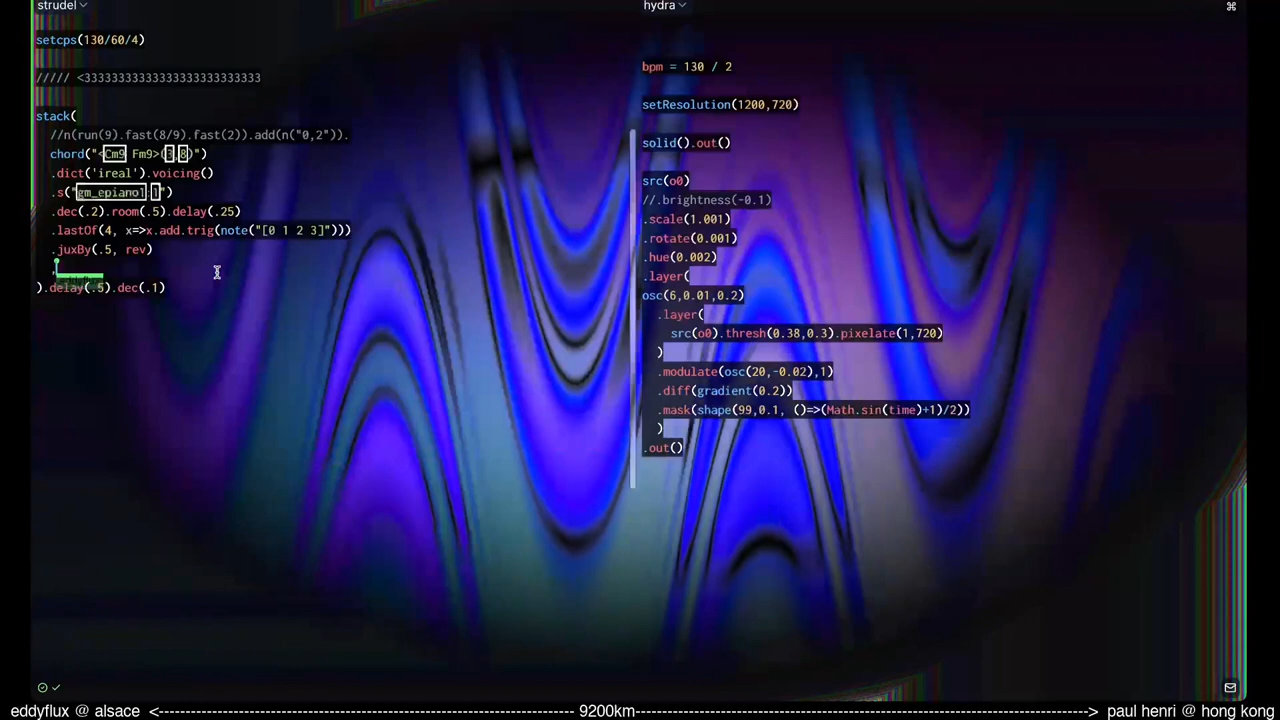 strudel
setcps(130/60/4)
///// <33333333333333333333333333
stack(
//n(run(9).fast(8/9).fast(2)).add(n("0,2")).
chord("<Cm9 Fm9>(3,8)")
.dict('ireal').voicing()
.s("gm_epiano1:1")
.dec(.2).room(.5).delay(.25)
.lastOf(4, x=>x.add.trig(note("[0 1 2 3]")))
.juxBy(.5, rev)
,
).delay(.5).dec(.1)
hydra
⌘
bpm = 130 / 2
setResolution(1200,720)
solid().out()
src(o0)
//.brightness(-0.1)
.scale(1.001)
.rotate(0.001)
.hue(0.002)
.layer(
osc(6,0.01,0.2)
.layer(
src(o0).thresh(0.38,0.3).pixelate(1,720)
)
.modulate(osc(20,-0.02),1)
.diff(gradient(0.2))
.mask(shape(99,0.1, ()=>(Math.sin(time)+1)/2))
)
.out()
eddyflux @ alsace <---------------------------------------------------------------------- 9200km ----------------------------------------------------------------------> paul henri @ hong kong